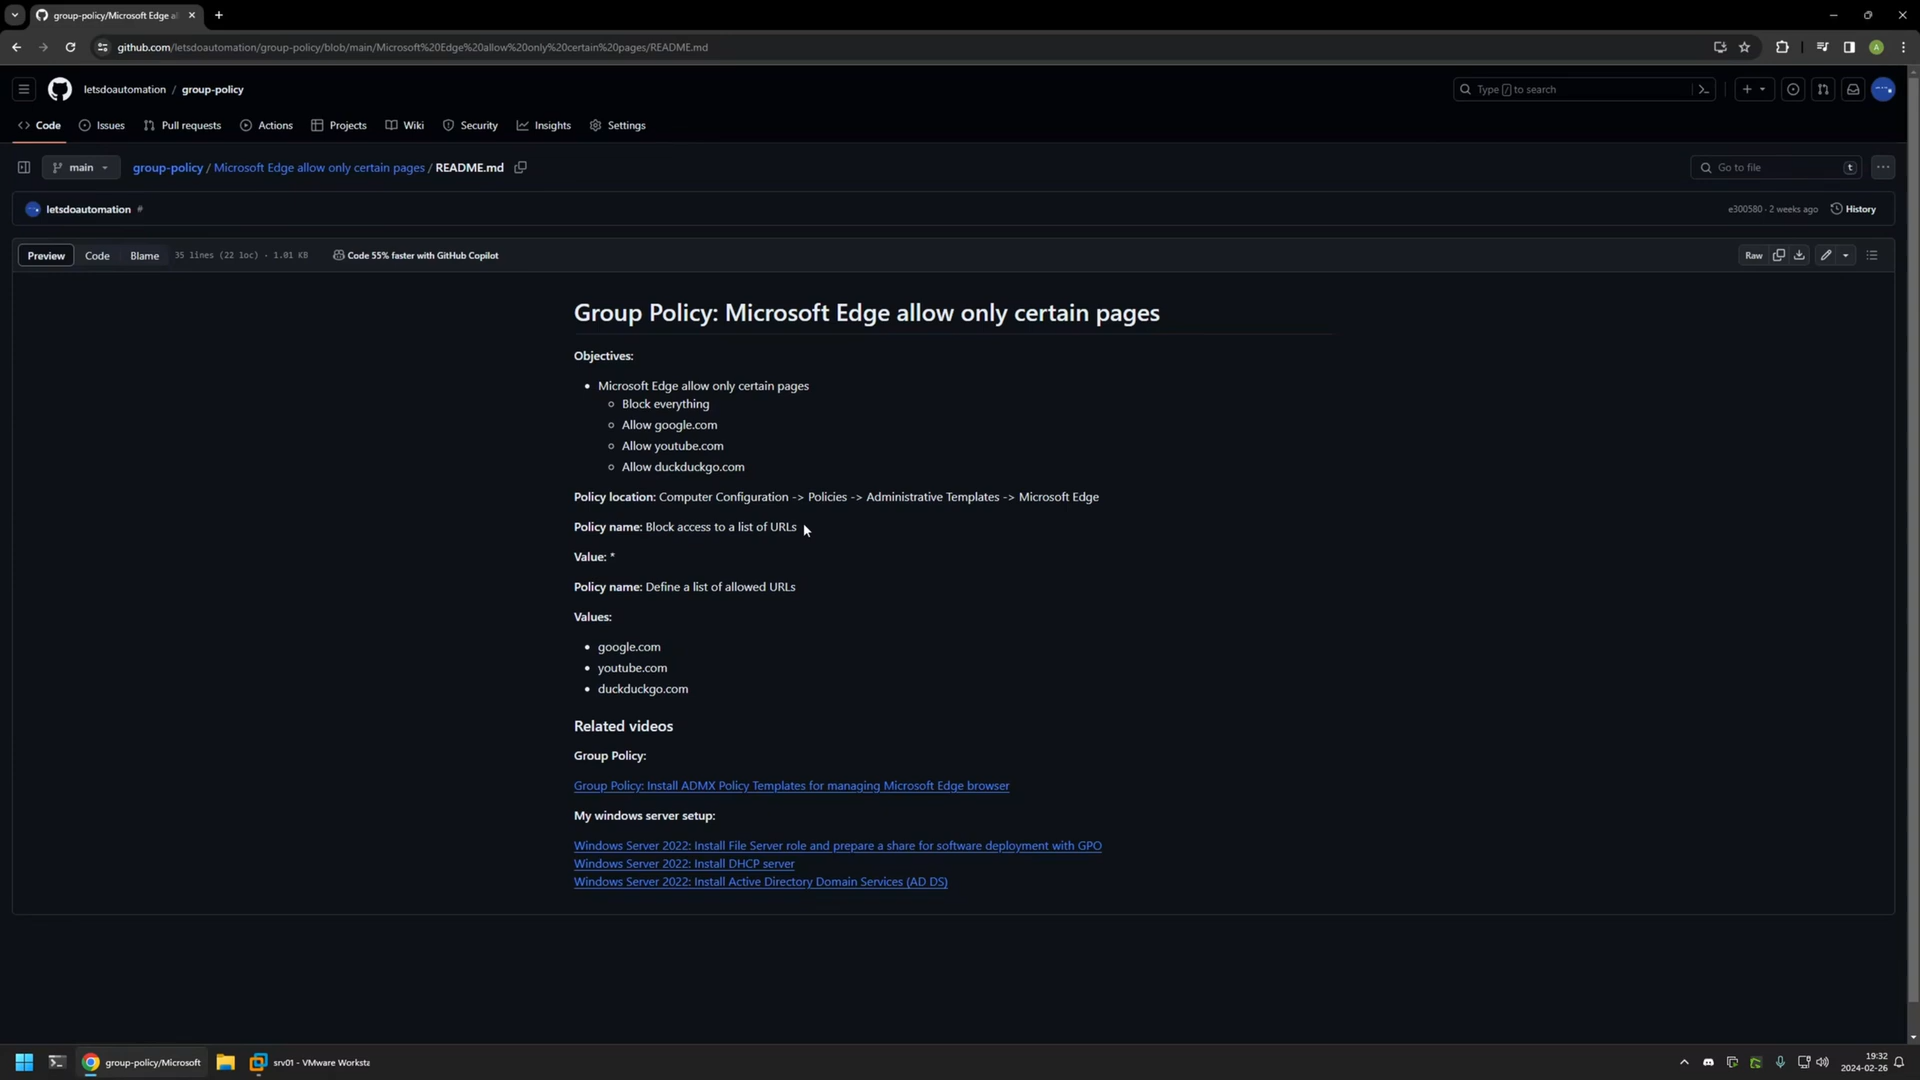 group-policy/Microsoft Edge al
github.com/letsdoautomation/group-policy/blob/main/Microsoft%20Edge%20allow%20only%20certain%20pages/README.md
A
letsdoautomation / group-policy
Type / to search
Code Issues Pull requests Actions Projects Wiki Security Insights Settings
main group-policy / Microsoft Edge allow only certain pages / README.md
Go to file t
letsdoautomation #
e300580 · 2 weeks ago History
Preview Code Blame 35 lines (22 loc) · 1.01 KB Code 55% faster with GitHub Copilot
Raw
Group Policy: Microsoft Edge allow only certain pages
Objectives:
Microsoft Edge allow only certain pages
Block everything
Allow google.com
Allow youtube.com
Allow duckduckgo.com
Policy location: Computer Configuration -> Policies -> Administrative Templates -> Microsoft Edge
Policy name: Block access to a list of URLs
Value: *
Policy name: Define a list of allowed URLs
Values:
google.com
youtube.com
duckduckgo.com
Related videos
Group Policy:
Group Policy: Install ADMX Policy Templates for managing Microsoft Edge browser
My windows server setup:
Windows Server 2022: Install File Server role and prepare a share for software deployment with GPO
Windows Server 2022: Install DHCP server
Windows Server 2022: Install Active Directory Domain Services (AD DS)
group-policy/Microsoft
srv01 - VMware Worksta
19:32
2024-02-26